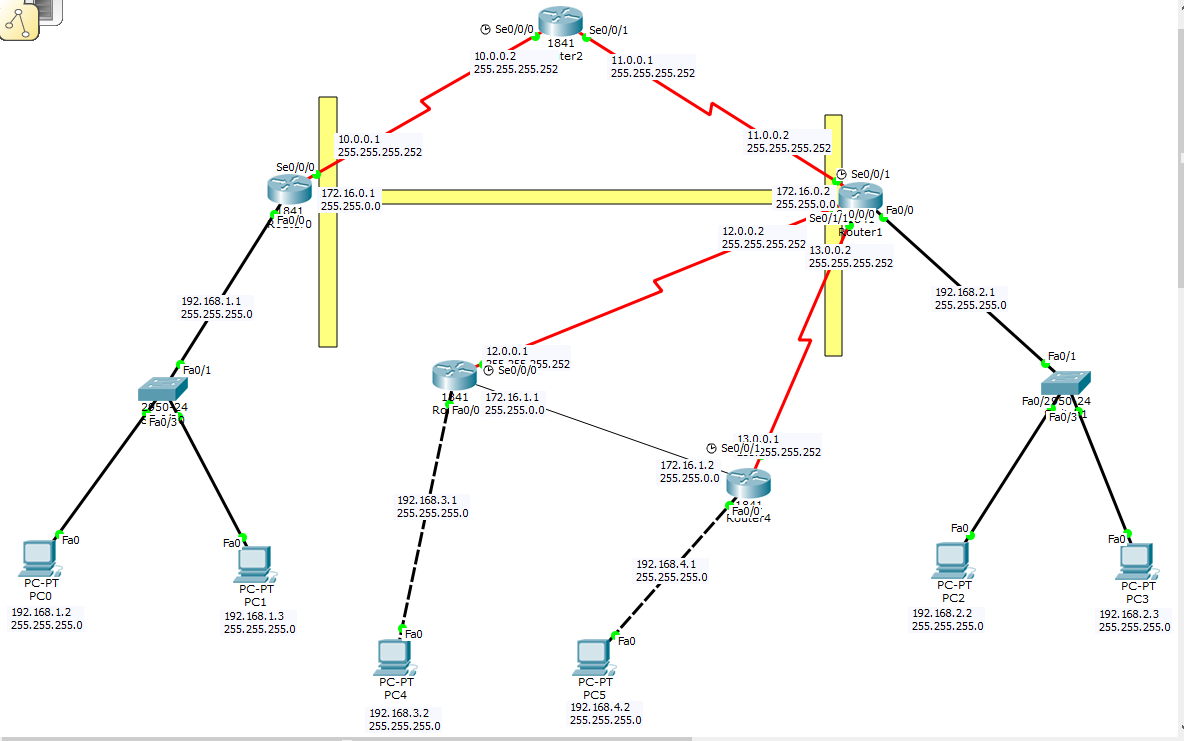 Se0/0/0
Se0/0/1
1841
ter2
10.0.0.2
255.255.255.252
11.0.0.1
255.255.255.252
10.0.0.1
255.255.255.252
11.0.0.2
255.255.255.252
Se0/0/0
Se0/0/1
172.16.0.1
255.255.0.0
172.16.0.2
255.255.0.0
1841
Fa0/0
Se0/1/1
0/0/0
Fa0/0
Router1
12.0.0.2
255.255.255.252
13.0.0.2
255.255.255.252
192.168.1.1
255.255.255.0
192.168.2.1
255.255.255.0
12.0.0.1
255.255.255.252
Se0/0/0
Fa0/1
Fa0/1
2950-24
Fa0/3
1841
Fa0/0
172.16.1.1
255.255.0.0
Fa0/2
950-24
Fa0/3
13.0.0.1
255.255.255.252
Se0/0/1
172.16.1.2
255.255.0.0
1841
Fa0/0
Router4
192.168.3.1
255.255.255.0
192.168.4.1
255.255.255.0
Fa0
PC-PT
PC0
192.168.1.2
255.255.255.0
Fa0
PC-PT
PC1
192.168.1.3
255.255.255.0
Fa0
PC-PT
PC2
192.168.2.2
255.255.255.0
Fa0
PC-PT
PC3
192.168.2.3
255.255.255.0
Fa0
PC-PT
PC4
192.168.3.2
255.255.255.0
Fa0
PC-PT
PC5
192.168.4.2
255.255.255.0